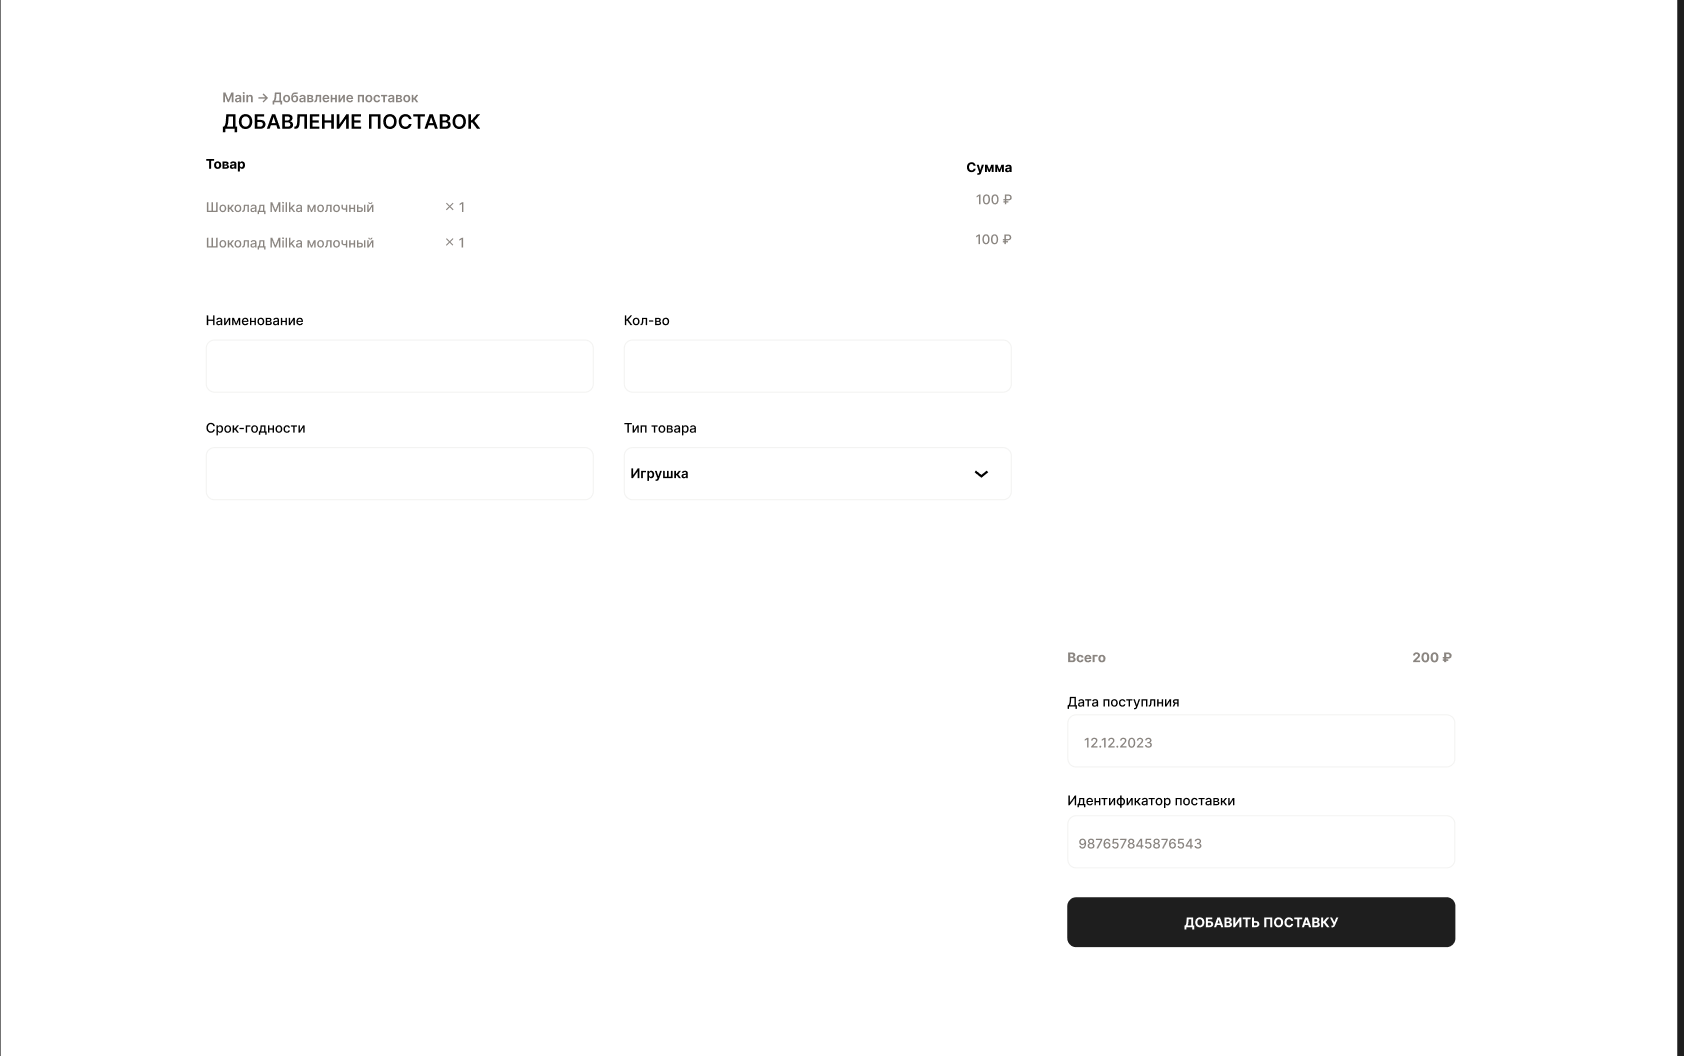 Main → Добавление поставок
ДОБАВЛЕНИЕ ПОСТАВОК
Товар Сумма
Шоколад Milka молочный × 1 100 ₽
Шоколад Milka молочный × 1 100 ₽
Наименование Кол-во
Срок-годности Тип товара
Игрушка
Всего 200 ₽
Дата поступлния
12.12.2023
Идентификатор поставки
987657845876543
ДОБАВИТЬ ПОСТАВКУ